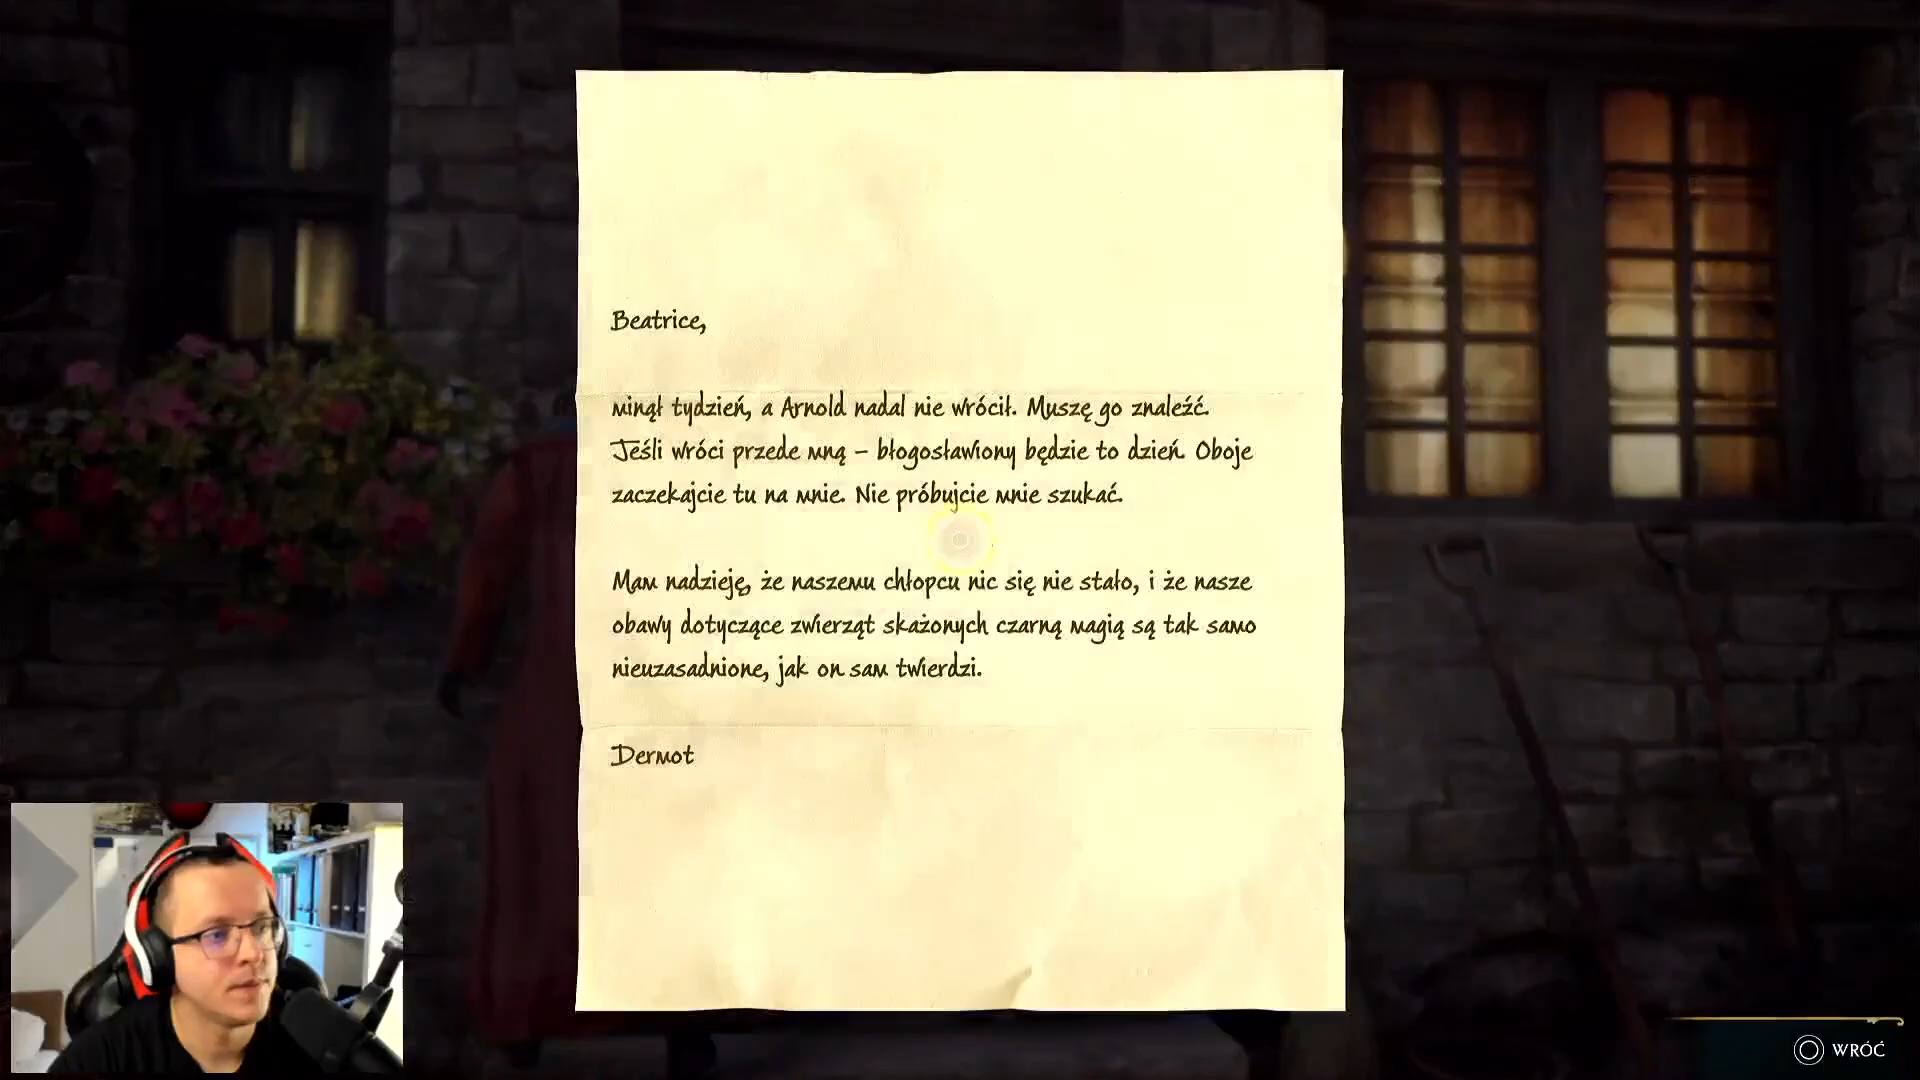 Beatrice,
minął tydzień, a Arnold nadal nie wrócił. Muszę go znaleźć.
Jeśli wróci przede mną – błogosławiony będzie to dzień. Oboje
zaczekajcie tu na mnie. Nie próbujcie mnie szukać.
Mam nadzieję, że naszemu chłopcu nic się nie stało, i że nasze
obawy dotyczące zwierząt skażonych czarną magią są tak samo
nieuzasadnione, jak on sam twierdzi.
Dermot
WRÓĆ